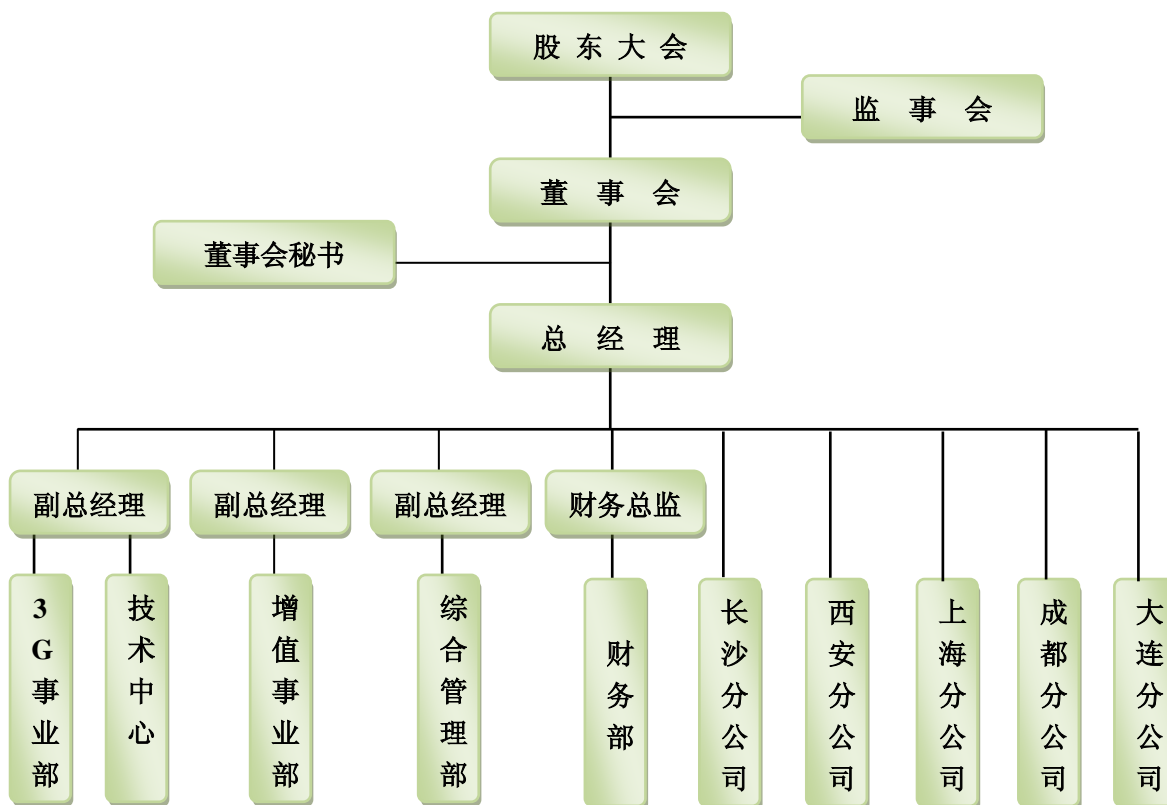 股东大会
监事会
董事会
董事会秘书
总经理
副总经理
副总经理
副总经理
财务总监
3G事业部
技术中心
增值事业部
综合管理部
财务部
长沙分公司
西安分公司
上海分公司
成都分公司
大连分公司